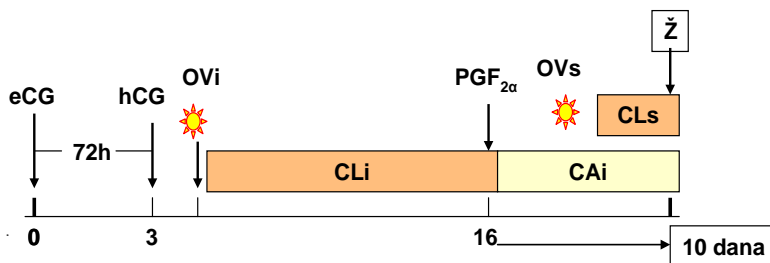 Ž
OVi
PGF2α
OVs
eCG
hCG
CLs
72h
CLi
CAi
0
3
16
10 dana